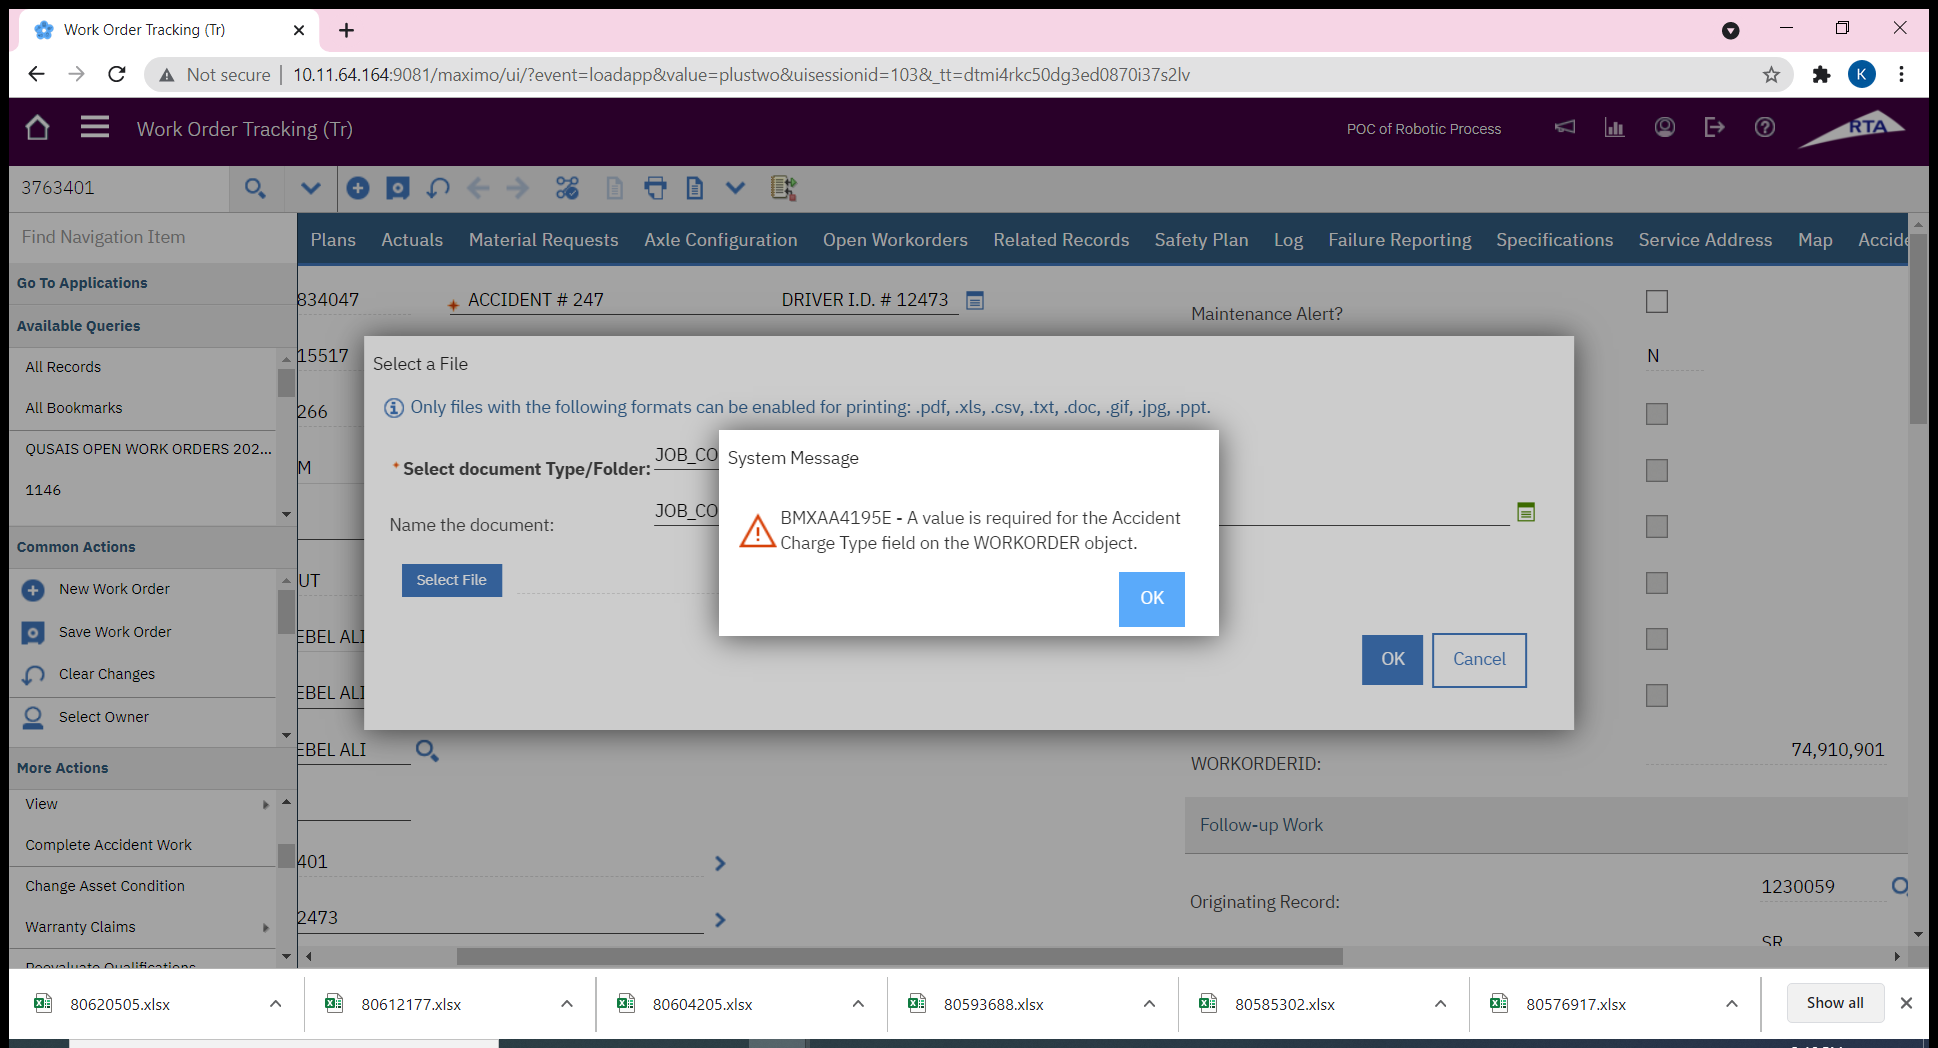 Work Order Tracking (Tr)
Not secure | 10.11.64.164:9081/maximo/ui/?event=loadapp&value=plustwo&uisessionid=103&_tt=dtmi4rkc50dg3ed0870i37s2lv
K
Work Order Tracking (Tr)
POC of Robotic Process
RTA
3763401
Find Navigation Item
Plans Actuals Material Requests Axle Configuration Open Workorders Related Records Safety Plan Log Failure Reporting Specifications Service Address Map Accide
Go To Applications
Available Queries
All Records
All Bookmarks
QUSAIS OPEN WORK ORDERS 202...
1146
Common Actions
New Work Order
Save Work Order
Clear Changes
Select Owner
More Actions
View
Complete Accident Work
Change Asset Condition
Warranty Claims
Reevaluate Qualifications
834047
ACCIDENT # 247 DRIVER I.D. # 12473
Maintenance Alert?
15517
N
266
M
UT
EBEL ALI
EBEL ALI
EBEL ALI
401
2473
Select a File
Only files with the following formats can be enabled for printing: .pdf, .xls, .csv, .txt, .doc, .gif, .jpg, .ppt.
* Select document Type/Folder: JOB_CO
Name the document: JOB_CO
Select File
OK Cancel
System Message
BMXAA4195E - A value is required for the Accident
Charge Type field on the WORKORDER object.
OK
WORKORDERID: 74,910,901
Follow-up Work
Originating Record: 1230059
SR
80620505.xlsx
80612177.xlsx
80604205.xlsx
80593688.xlsx
80585302.xlsx
80576917.xlsx
Show all